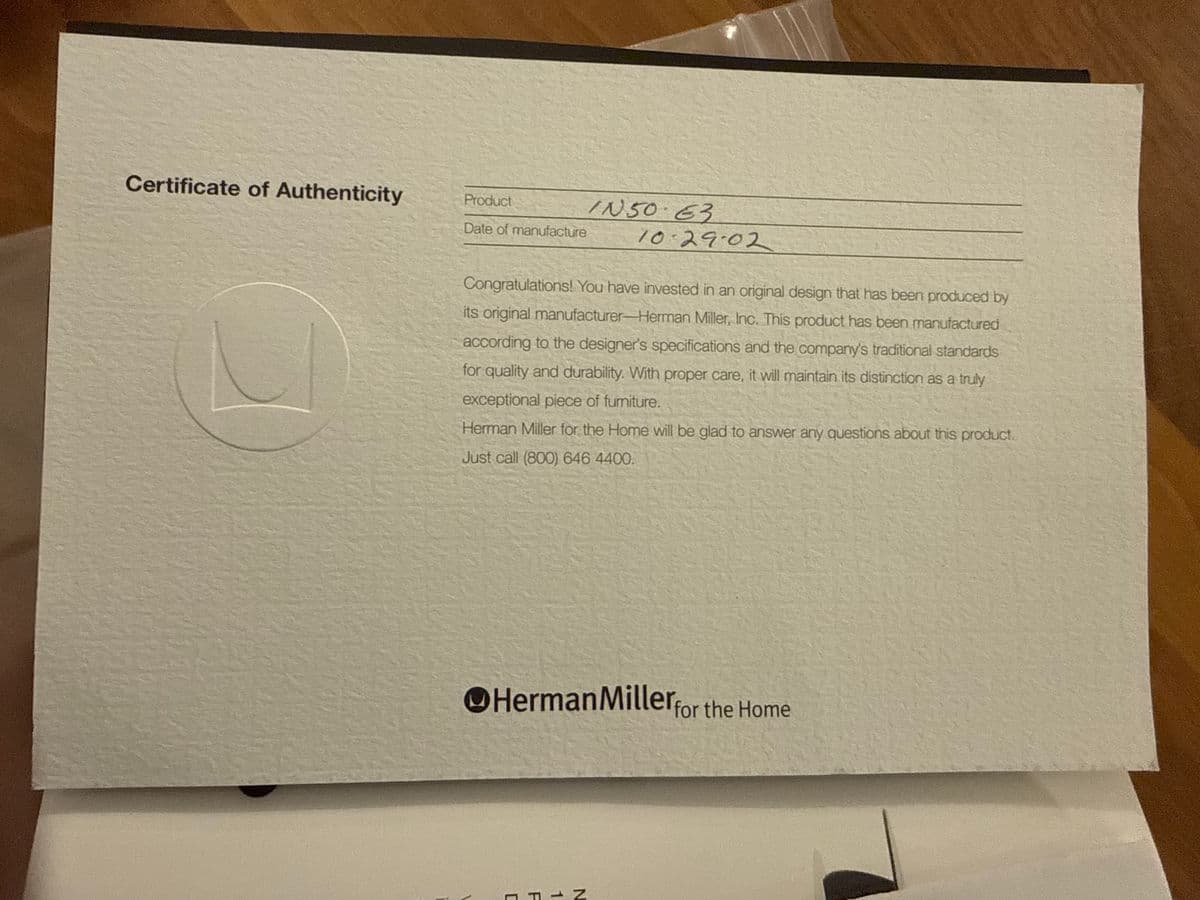 Certificate of Authenticity
Product IN50.63
Date of manufacture 10-29-02
Congratulations! You have invested in an original design that has been produced by
its original manufacturer—Herman Miller, Inc. This product has been manufactured
according to the designer's specifications and the company's traditional standards
for quality and durability. With proper care, it will maintain its distinction as a truly
exceptional piece of furniture.
Herman Miller for the Home will be glad to answer any questions about this product.
Just call (800) 646 4400.
HermanMiller for the Home